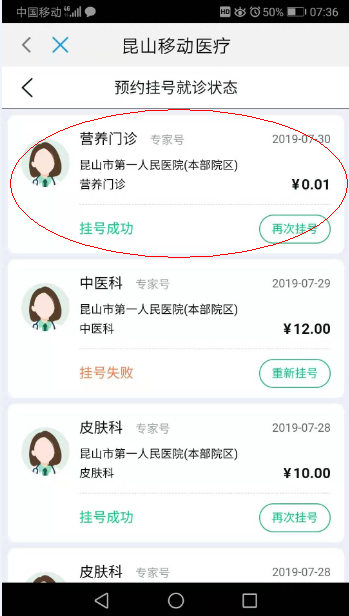 中国移动 HD 50% 07:36
昆山移动医疗
预约挂号就诊状态
营养门诊 专家号 2019-07-30
昆山市第一人民医院(本部院区)
营养门诊 ¥0.01
挂号成功 再次挂号
中医科 专家号 2019-07-29
昆山市第一人民医院(本部院区)
中医科 ¥12.00
挂号失败 重新挂号
皮肤科 专家号 2019-07-28
昆山市第一人民医院(本部院区)
皮肤科 ¥10.00
挂号成功 再次挂号
皮肤科 专家号 2019-07-28